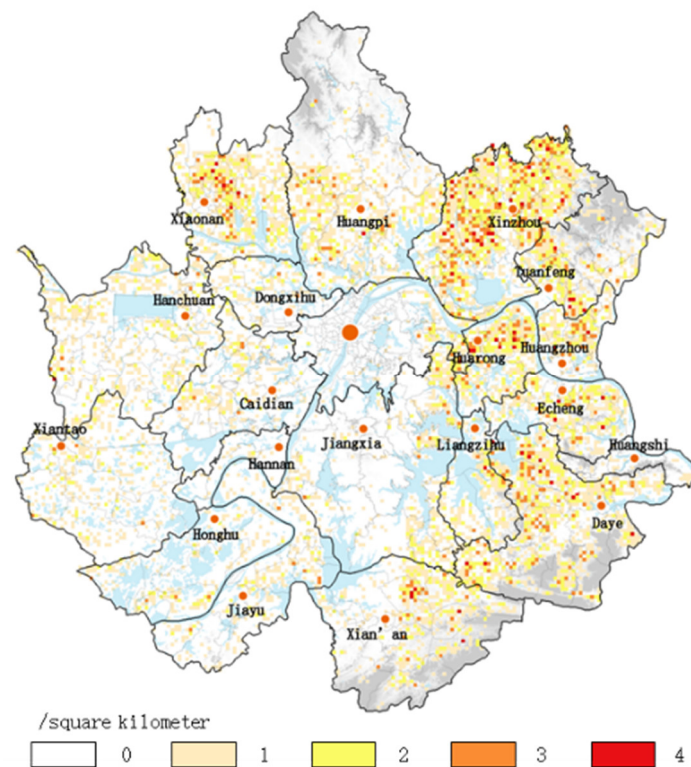 Xiaonan
Huangpi
Xinzhou
Tuanfeng
Hanchuan
Dongxihu
Huarong
Huangzhou
Caidian
Echeng
Xiantao
Jiangxia
Liangzihu
Hannan
Huangshi
Honghu
Daye
Jiayu
Xian' an
/square kilometer
0 1 2 3 4